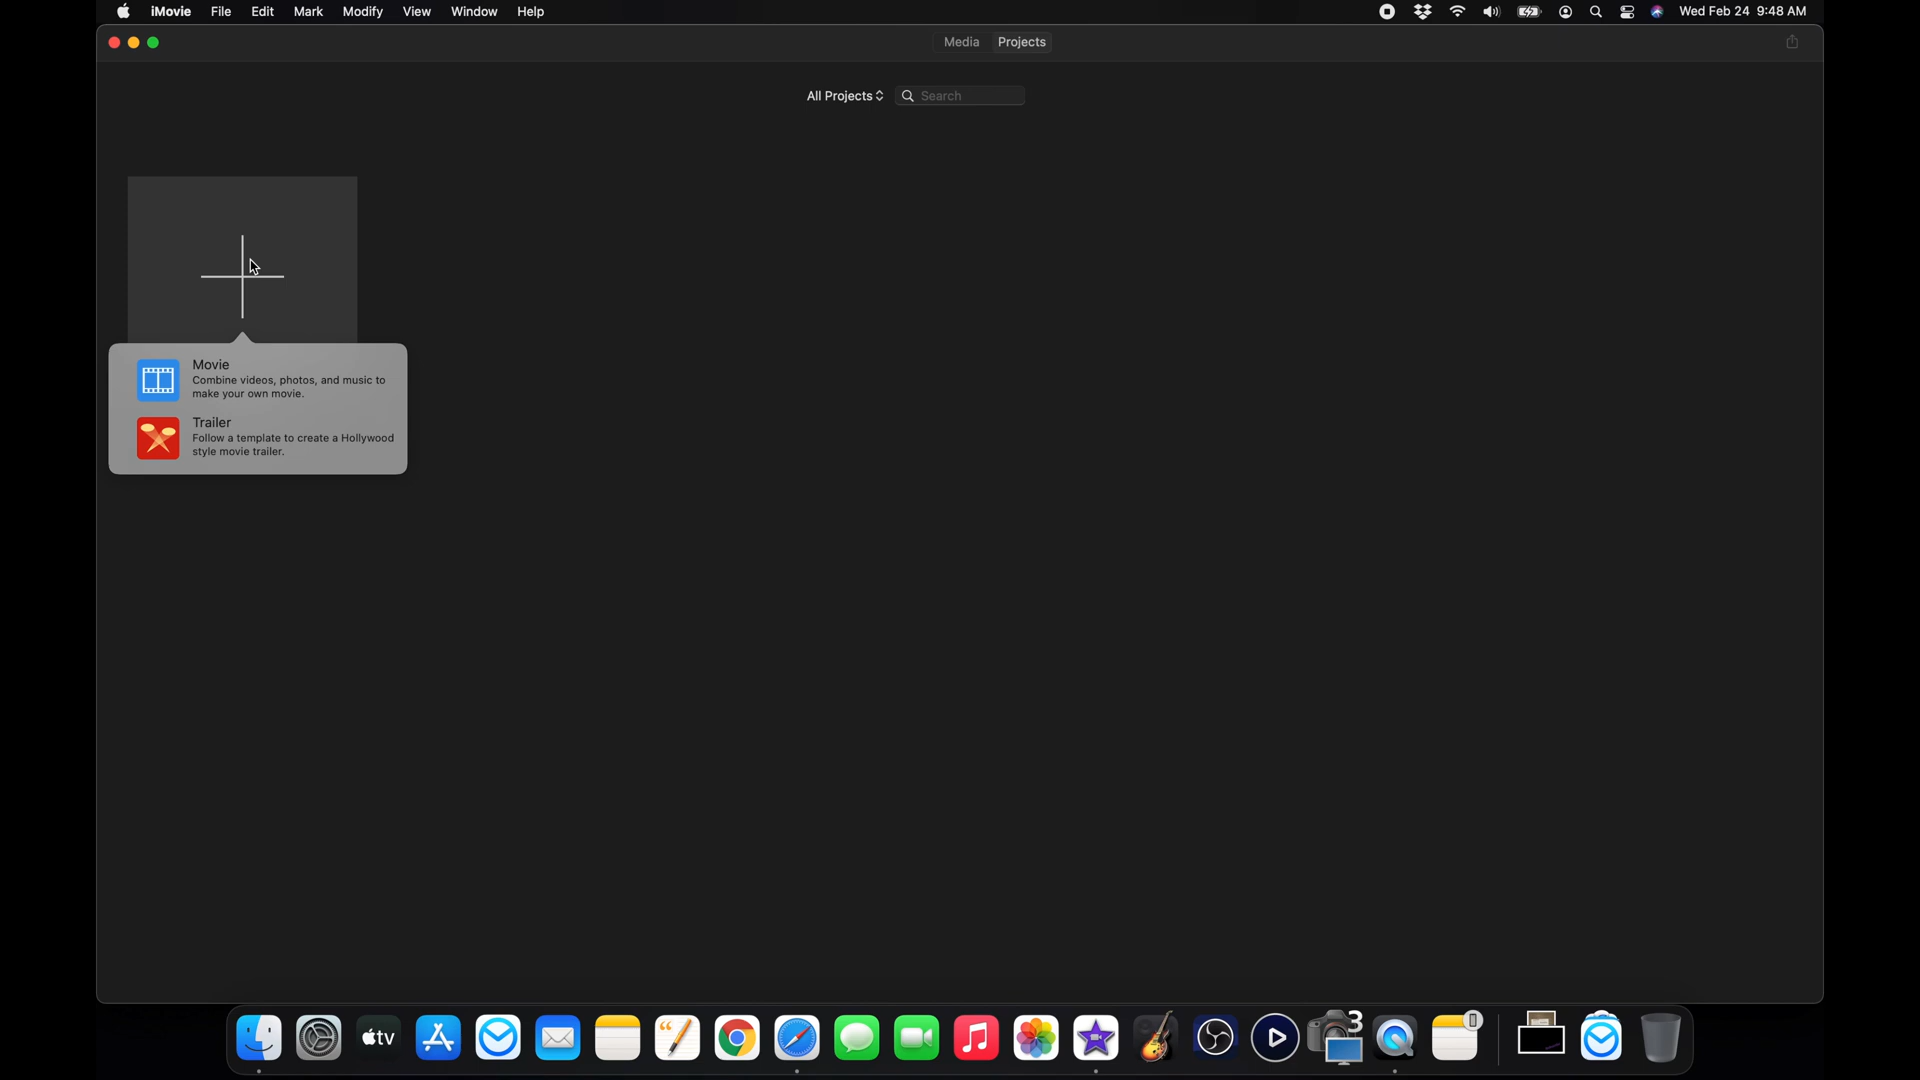 iMovie File Edit Mark Modify View Window Help Wed Feb 24 9:48 AM
Media Projects
All Projects Search
Movie
Combine videos, photos, and music to
make your own movie.
Trailer
Follow a template to create a Hollywood
style movie trailer.
tv 3